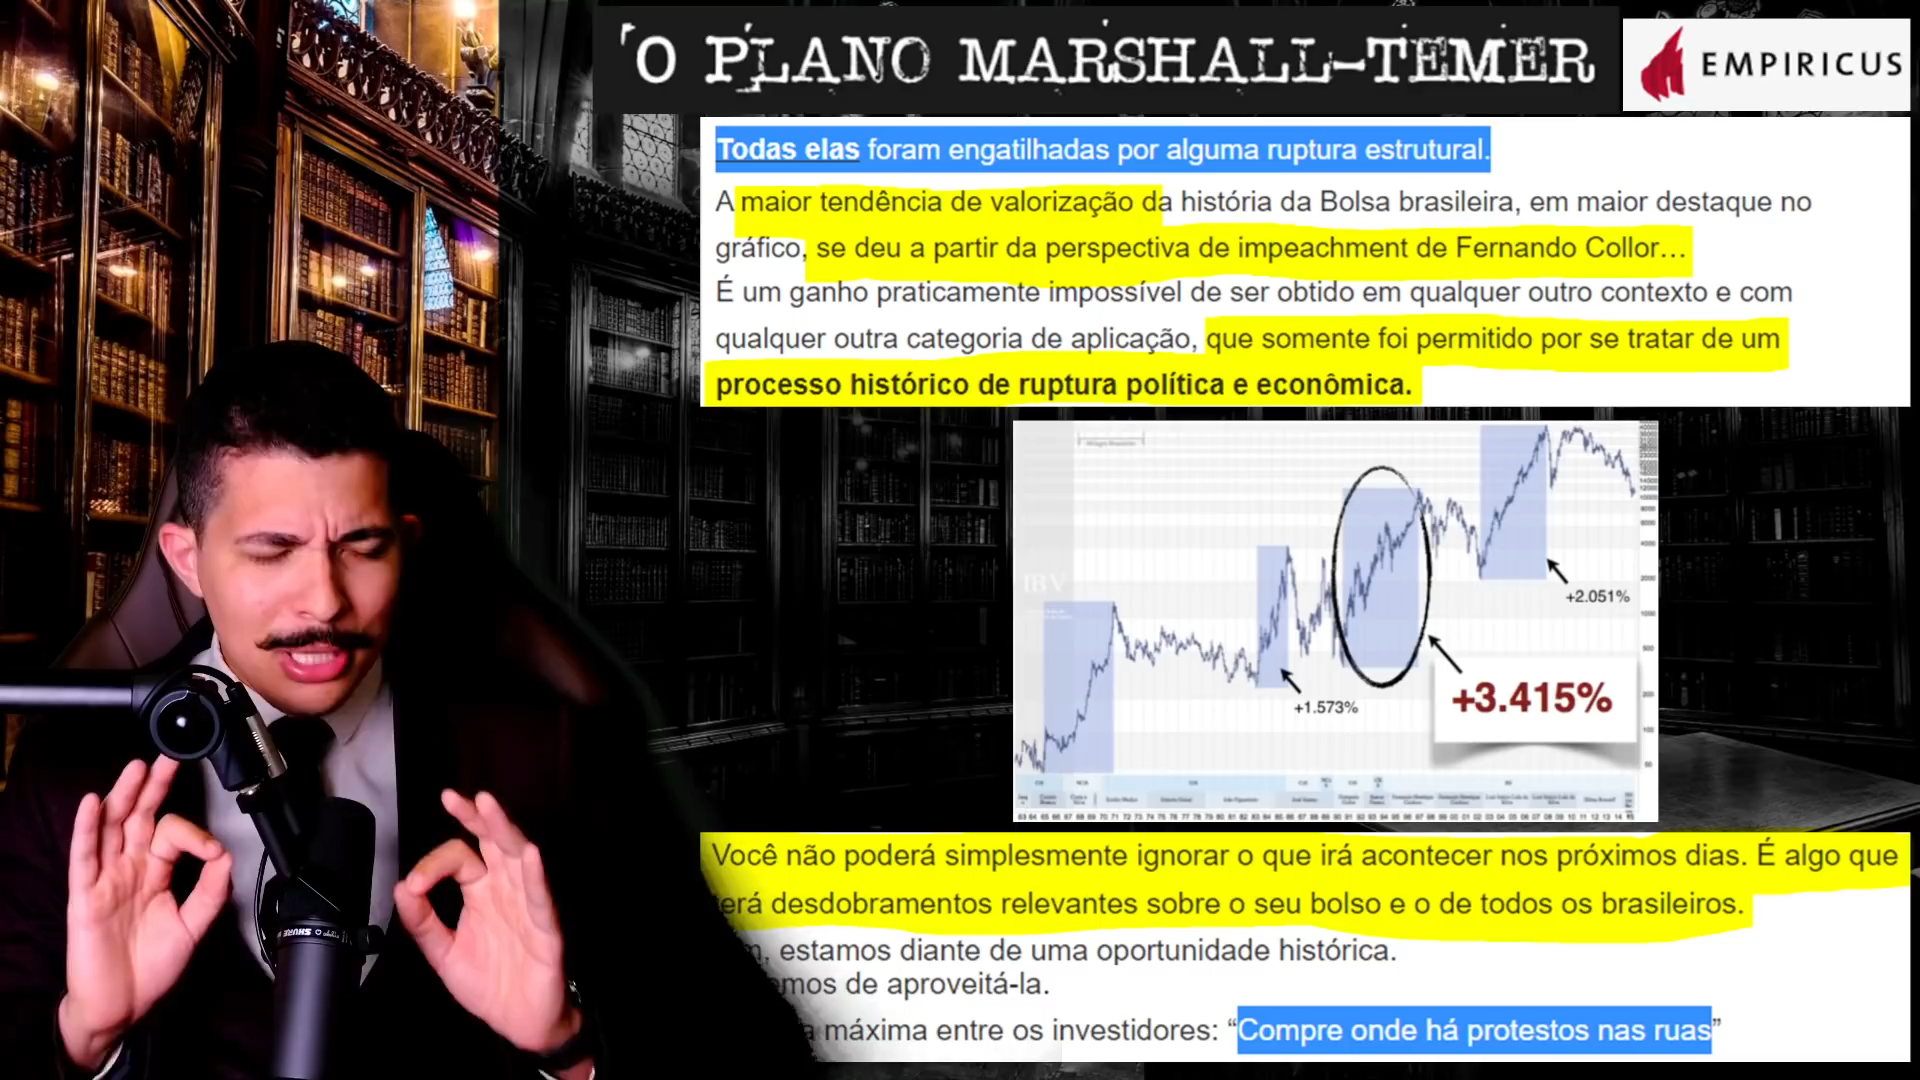 'O PLANO MARSHALL-TEMER
EMPIRICUS
Todas elas foram engatilhadas por alguma ruptura estrutural.
A maior tendência de valorização da história da Bolsa brasileira, em maior destaque no
gráfico, se deu a partir da perspectiva de impeachment de Fernando Collor...
É um ganho praticamente impossível de ser obtido em qualquer outro contexto e com
qualquer outra categoria de aplicação, que somente foi permitido por se tratar de um
processo histórico de ruptura política e econômica.
IBV
+2.051%
+3.415%
+1.573%
Você não poderá simplesmente ignorar o que irá acontecer nos próximos dias. É algo que
erá desdobramentos relevantes sobre o seu bolso e o de todos os brasileiros.
, estamos diante de uma oportunidade histórica.
emos de aproveitá-la.
a máxima entre os investidores: “Compre onde há protestos nas ruas”
SHURE